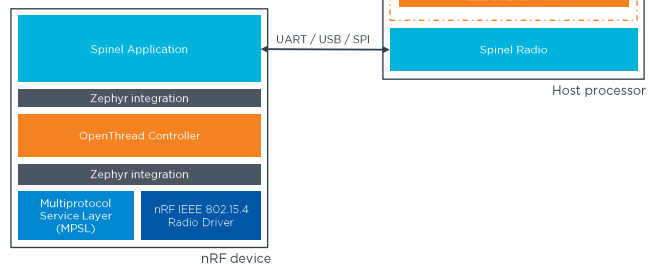 Spinel Application
UART / USB / SPI
Spinel Radio
Host processor
Zephyr integration
OpenThread Controller
Zephyr integration
Multiprotocol
Service Layer
(MPSL)
nRF IEEE 802.15.4
Radio Driver
nRF device